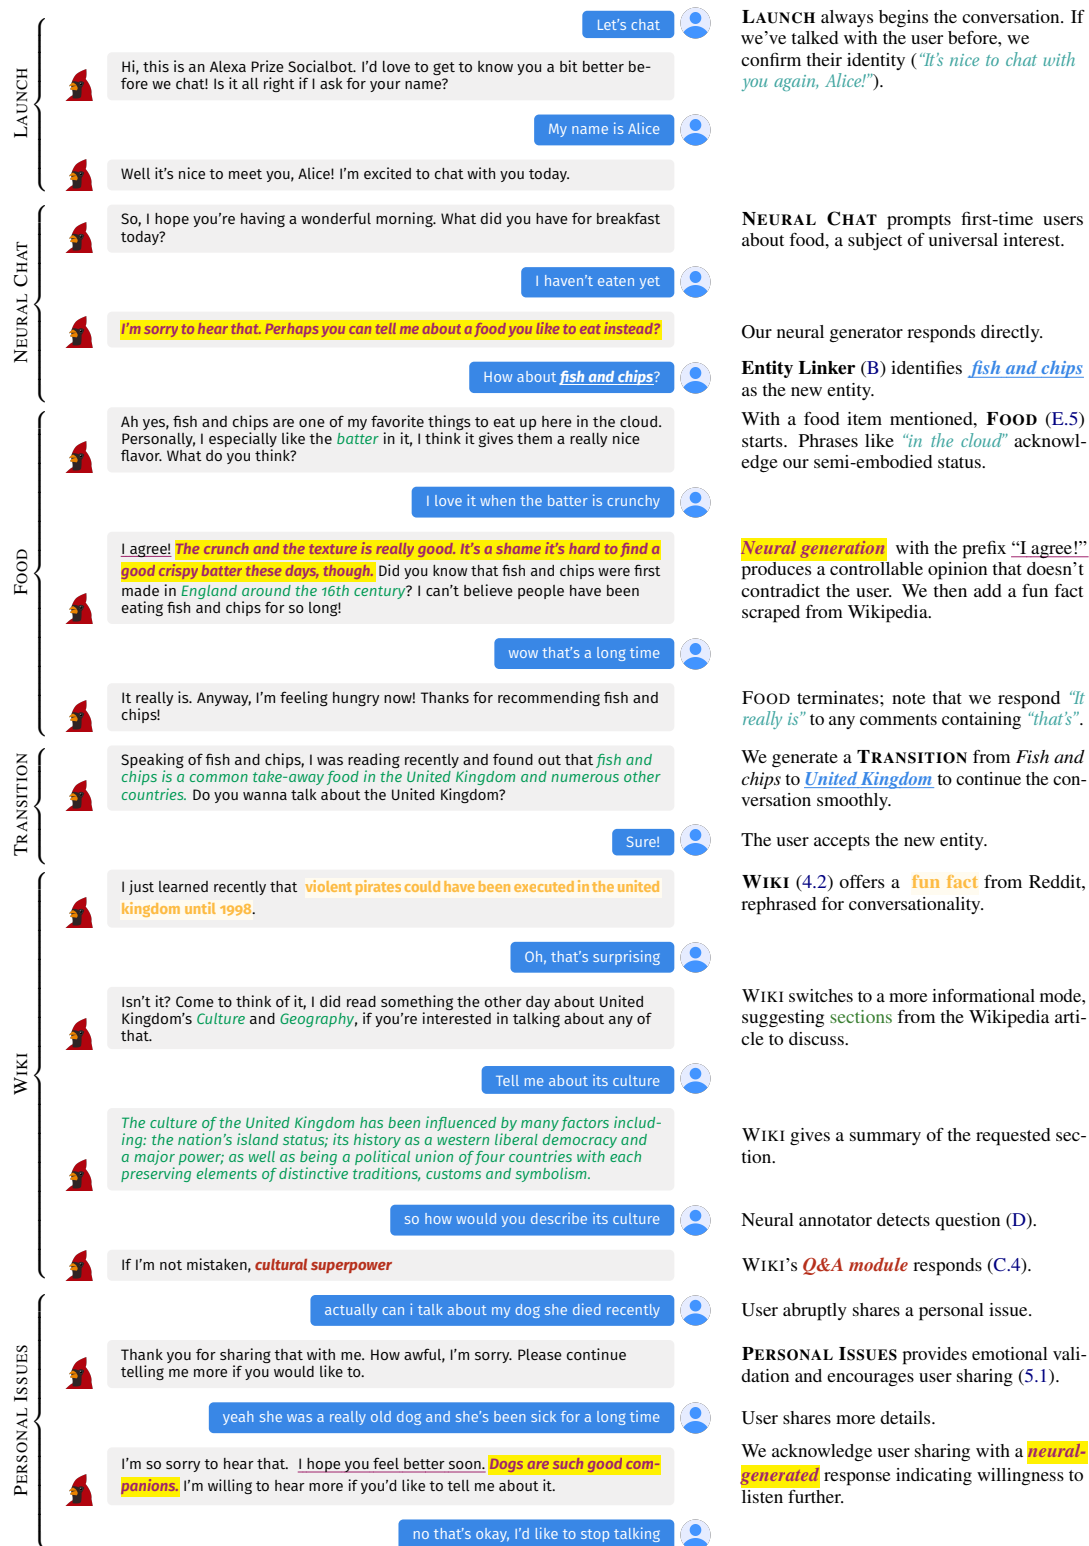 LAUNCH
Let's chat
Hi, this is an Alexa Prize Socialbot. I'd love to get to know you a bit better be-
fore we chat! Is it all right if I ask for your name?
My name is Alice
Well it's nice to meet you, Alice! I'm excited to chat with you today.
LAUNCH always begins the conversation. If
we've talked with the user before, we
confirm their identity ("It's nice to chat with
you again, Alice!").
NEURAL CHAT
So, I hope you're having a wonderful morning. What did you have for breakfast
today?
I haven't eaten yet
I'm sorry to hear that. Perhaps you can tell me about a food you like to eat instead?
How about fish and chips?
NEURAL CHAT prompts first-time users
about food, a subject of universal interest.
Our neural generator responds directly.
Entity Linker (B) identifies fish and chips
as the new entity.
FOOD
Ah yes, fish and chips are one of my favorite things to eat up here in the cloud.
Personally, I especially like the batter in it, I think it gives them a really nice
flavor. What do you think?
I love it when the batter is crunchy
I agree! The crunch and the texture is really good. It's a shame it's hard to find a
good crispy batter these days, though. Did you know that fish and chips were first
made in England around the 16th century? I can't believe people have been
eating fish and chips for so long!
wow that's a long time
It really is. Anyway, I'm feeling hungry now! Thanks for recommending fish and
chips!
With a food item mentioned, FOOD (E.5)
starts. Phrases like "in the cloud" acknowl-
edge our semi-embodied status.
Neural generation with the prefix "I agree!"
produces a controllable opinion that doesn't
contradict the user. We then add a fun fact
scraped from Wikipedia.
FOOD terminates; note that we respond "It
really is" to any comments containing "that's".
TRANSITION
Speaking of fish and chips, I was reading recently and found out that fish and
chips is a common take-away food in the United Kingdom and numerous other
countries. Do you wanna talk about the United Kingdom?
Sure!
We generate a TRANSITION from Fish and
chips to United Kingdom to continue the con-
versation smoothly.
The user accepts the new entity.
WIKI
I just learned recently that violent pirates could have been executed in the united
kingdom until 1998.
Oh, that's surprising
Isn't it? Come to think of it, I did read something the other day about United
Kingdom's Culture and Geography, if you're interested in talking about any of
that.
Tell me about its culture
The culture of the United Kingdom has been influenced by many factors includ-
ing: the nation's island status; its history as a western liberal democracy and
a major power; as well as being a political union of four countries with each
preserving elements of distinctive traditions, customs and symbolism.
so how would you describe its culture
If I'm not mistaken, cultural superpower
WIKI (4.2) offers a fun fact from Reddit,
rephrased for conversationality.
WIKI switches to a more informational mode,
suggesting sections from the Wikipedia arti-
cle to discuss.
WIKI gives a summary of the requested sec-
tion.
Neural annotator detects question (D).
WIKI's Q&A module responds (C.4).
PERSONAL ISSUES
actually can i talk about my dog she died recently
Thank you for sharing that with me. How awful, I'm sorry. Please continue
telling me more if you would like to.
yeah she was a really old dog and she's been sick for a long time
I'm so sorry to hear that. I hope you feel better soon. Dogs are such good com-
panions. I'm willing to hear more if you'd like to tell me about it.
no that's okay, I'd like to stop talking
User abruptly shares a personal issue.
PERSONAL ISSUES provides emotional vali-
dation and encourages user sharing (5.1).
User shares more details.
We acknowledge user sharing with a neural-
generated response indicating willingness to
listen further.